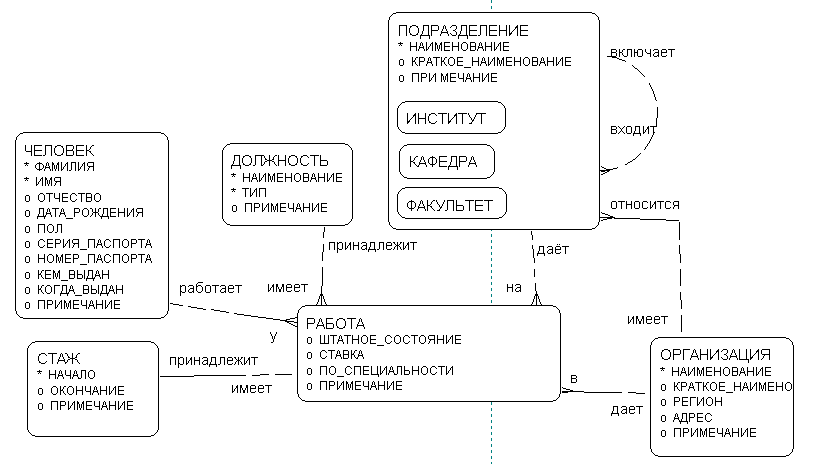 ПОДРАЗДЕЛЕНИЕ
* НАИМЕНОВАНИЕ
o КРАТКОЕ_НАИМЕНОВАНИЕ
o ПРИМЕЧАНИЕ
ИНСТИТУТ
КАФЕДРА
ФАКУЛЬТЕТ
включает
входит
относится
имеет
ЧЕЛОВЕК
* ФАМИЛИЯ
* ИМЯ
o ОТЧЕСТВО
o ДАТА_РОЖДЕНИЯ
o ПОЛ
o СЕРИЯ_ПАСПОРТА
o НОМЕР_ПАСПОРТА
o КЕМ_ВЫДАН
o КОГДА_ВЫДАН
o ПРИМЕЧАНИЕ
ДОЛЖНОСТЬ
* НАИМЕНОВАНИЕ
* ТИП
o ПРИМЕЧАНИЕ
принадлежит
имеет
даёт
на
работает
у
РАБОТА
o ШТАТНОЕ_СОСТОЯНИЕ
o СТАВКА
o ПО_СПЕЦИАЛЬНОСТИ
o ПРИМЕЧАНИЕ
СТАЖ
* НАЧАЛО
o ОКОНЧАНИЕ
o ПРИМЕЧАНИЕ
принадлежит
имеет
в
дает
ОРГАНИЗАЦИЯ
* НАИМЕНОВАНИЕ
o КРАТКОЕ_НАИМЕНО
o РЕГИОН
o АДРЕС
o ПРИМЕЧАНИЕ